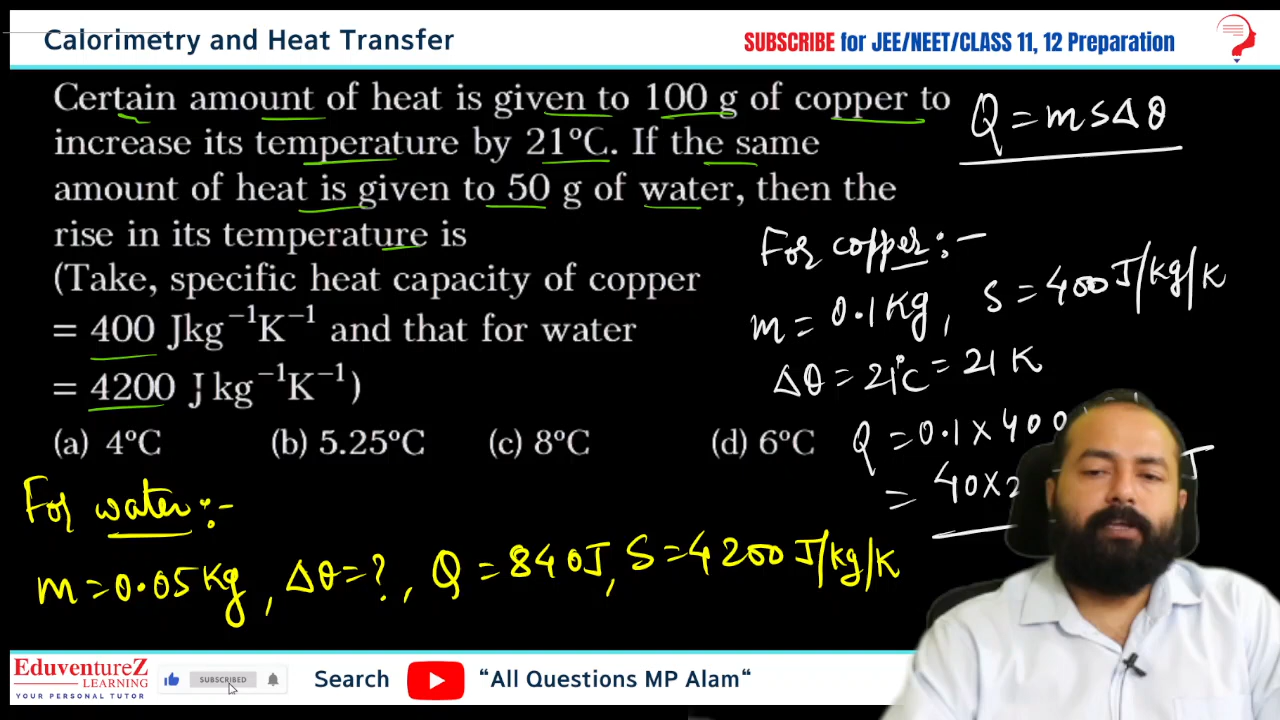 Calorimetry and Heat Transfer
SUBSCRIBE for JEE/NEET/CLASS 11, 12 Preparation
Certain amount of heat is given to 100 g of copper to
increase its temperature by 21°C. If the same
amount of heat is given to 50 g of water, then the
rise in its temperature is
(Take, specific heat capacity of copper
= 400 Jkg⁻¹K⁻¹ and that for water
= 4200 J kg⁻¹K⁻¹)
(a) 4°C (b) 5.25°C (c) 8°C (d) 6°C
Q = m s Δθ
For copper :-
m = 0.1 Kg, S = 400 J/kg/K
Δθ = 21°C = 21 K
Q = 0.1 × 400
= 40×2 J
For water :-
m = 0.05 Kg, Δθ = ?, Q = 840J, S = 4200 J/kg/K
EduventureZ
LEARNING
YOUR PERSONAL TUTOR
SUBSCRIBED
Search
“All Questions MP Alam“